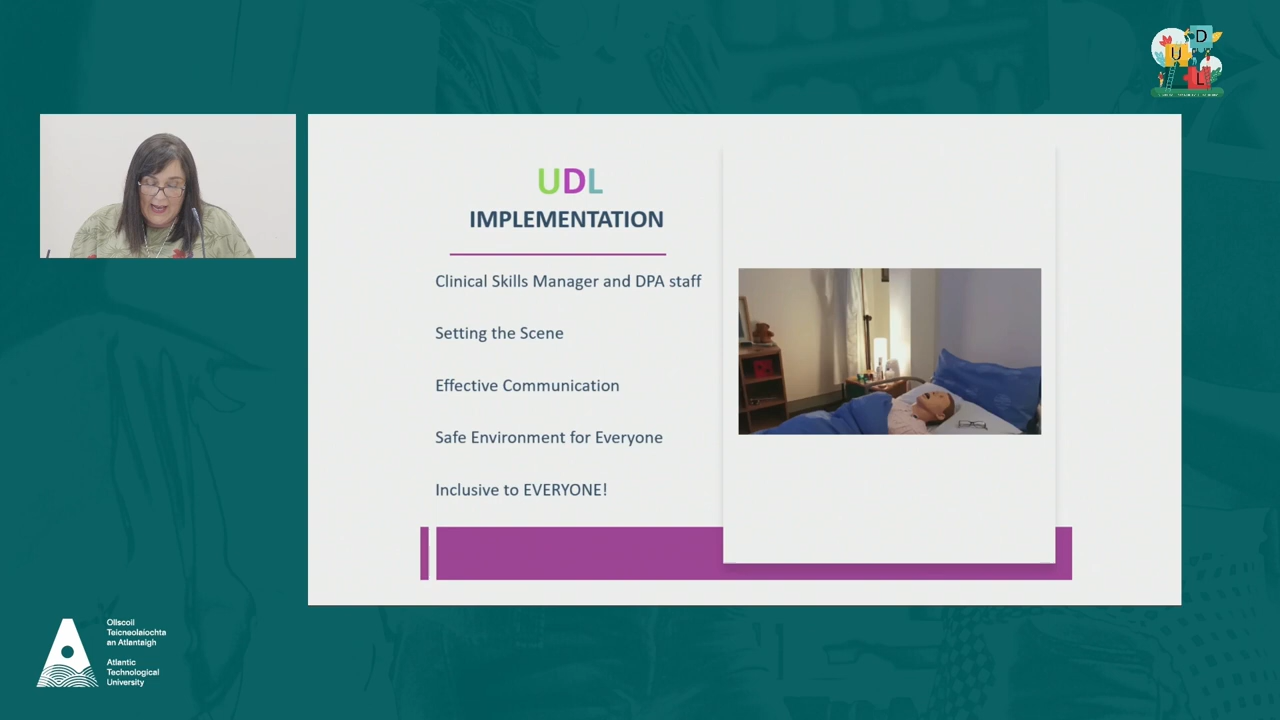 U
D
L
UDL
IMPLEMENTATION
Clinical Skills Manager and DPA staff
Setting the Scene
Effective Communication
Safe Environment for Everyone
Inclusive to EVERYONE!
Ollscoil
Teicneolaíochta
an Atlantaigh
Atlantic
Technological
University